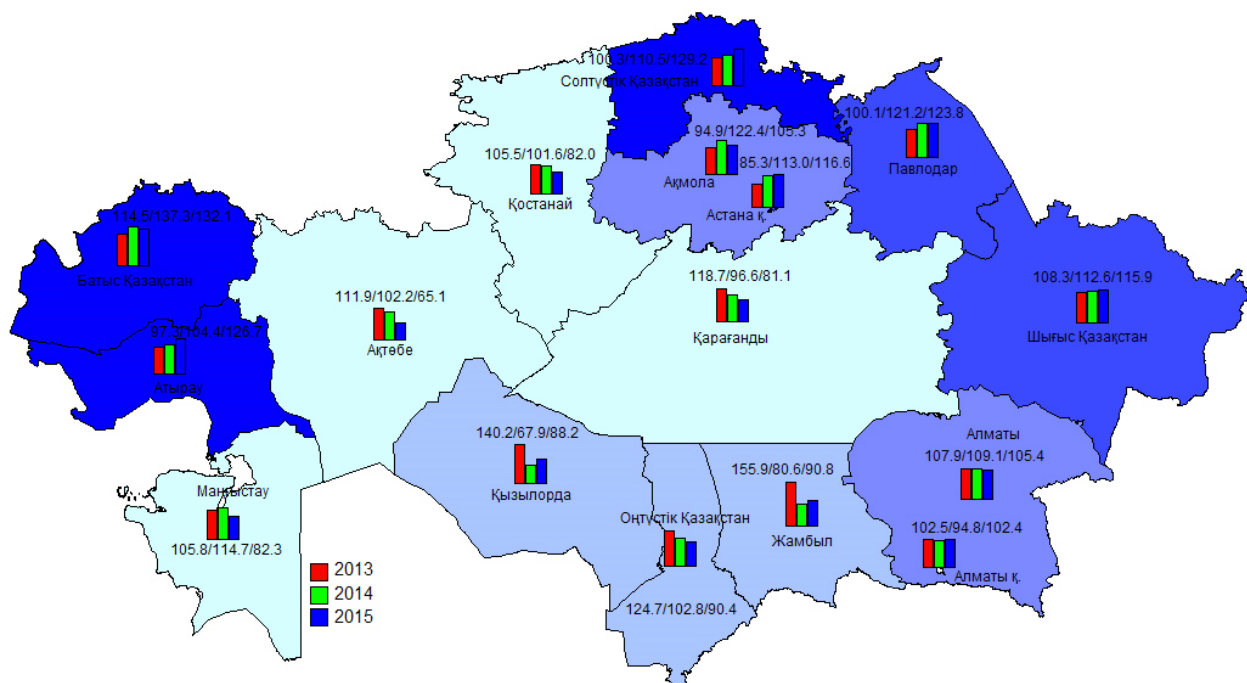 100.3/110.5/129.2
Солтүстік Қазақстан
100.1/121.2/123.8
Павлодар
94.9/122.4/105.3
Ақмола
85.3/113.0/116.6
Астана қ.
105.5/101.6/82.0
Қостанай
114.5/137.3/132.1
Батыс Қазақстан
108.3/112.6/115.9
Шығыс Қазақстан
118.7/96.6/81.1
Қарағанды
111.9/102.2/65.1
Ақтөбе
97.3/104.4/126.7
Атырау
140.2/67.9/88.2
Қызылорда
155.9/80.6/90.8
Жамбыл
Алматы
107.9/109.1/105.4
Маңғыстау
105.8/114.7/82.3
Оңтүстік Қазақстан
124.7/102.8/90.4
102.5/94.8/102.4
Алматы қ.
2013
2014
2015